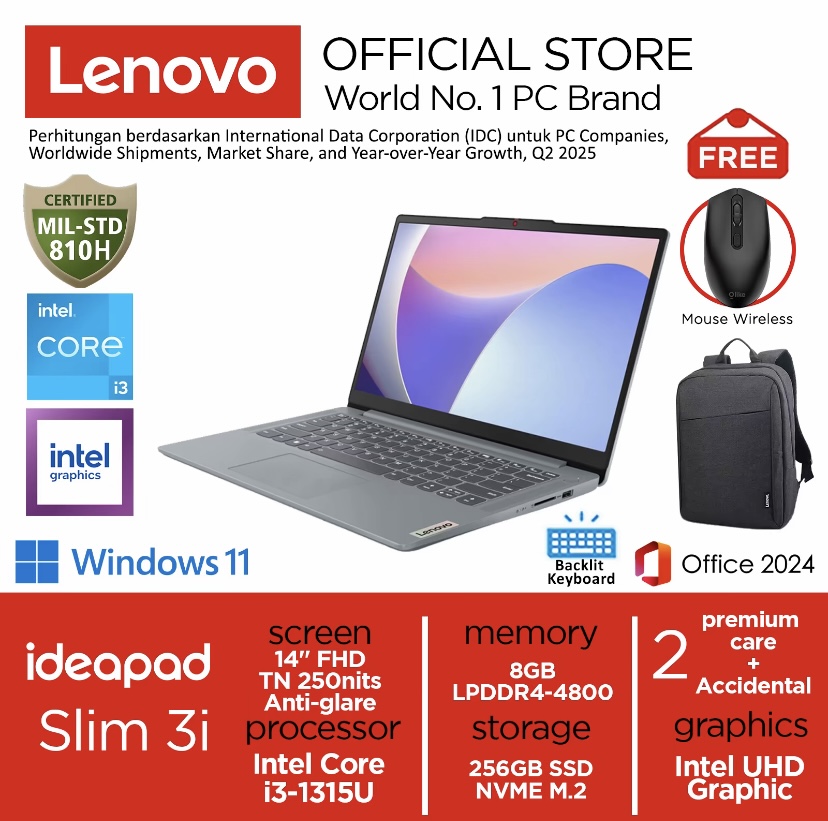 Lenovo
OFFICIAL STORE
World No. 1 PC Brand
Perhitungan berdasarkan International Data Corporation (IDC) untuk PC Companies,
Worldwide Shipments, Market Share, and Year-over-Year Growth, Q2 2025
FREE
CERTIFIED
MIL-STD
810H
intel
CORE
i3
intel
graphics
Windows 11
Lenovo
Mouse Wireless
Lenovo
Backlit
Keyboard
Office 2024
ideapad
Slim 3i
screen
14" FHD
TN 250nits
Anti-glare
processor
Intel Core
i3-1315U
memory
8GB
LPDDR4-4800
storage
256GB SSD
NVME M.2
2
premium
care
+
Accidental
graphics
Intel UHD
Graphic